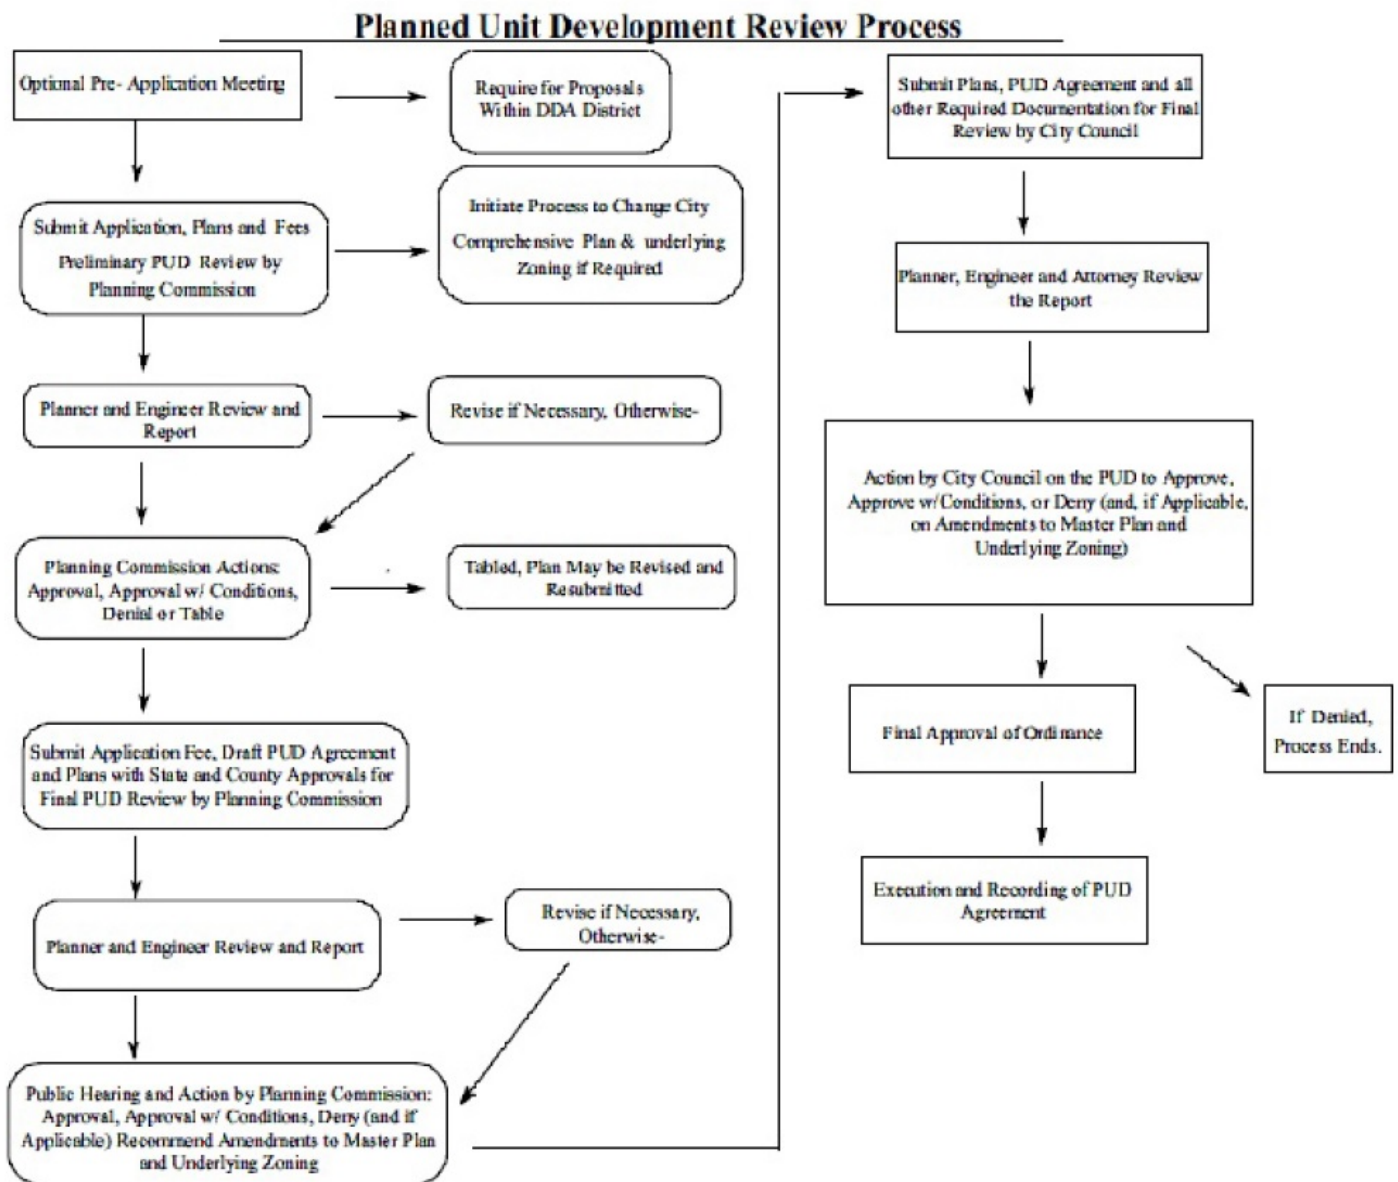 Planned Unit Development Review Process
Optional Pre- Application Meeting
Require for Proposals
Within DDA District
Submit Application, Plans and Fees
Preliminary PUD Review by
Planning Commission
Initiate Process to Change City
Comprehensive Plan & underlying
Zoning if Required
Planner and Engineer Review and
Report
Revise if Necessary, Otherwise-
Planning Commission Actions:
Approval, Approval w/ Conditions,
Denial or Table
Tabled, Plan May be Revised and
Resubmitted
Submit Application Fee, Draft PUD Agreement
and Plans with State and County Approvals for
Final PUD Review by Planning Commission
Planner and Engineer Review and Report
Revise if Necessary,
Otherwise-
Public Hearing and Action by Planning Commission:
Approval, Approval w/ Conditions, Deny (and if
Applicable) Recommend Amendments to Master Plan
and Underlying Zoning
Submit Plans, PUD Agreement and all
other Required Documentation for Final
Review by City Council
Planner, Engineer and Attorney Review
the Report
Action by City Council on the PUD to Approve,
Approve w/Conditions, or Deny (and, if Applicable,
on Amendments to Master Plan and
Underlying Zoning)
Final Approval of Ordinance
If Denied,
Process Ends.
Execution and Recording of PUD
Agreement